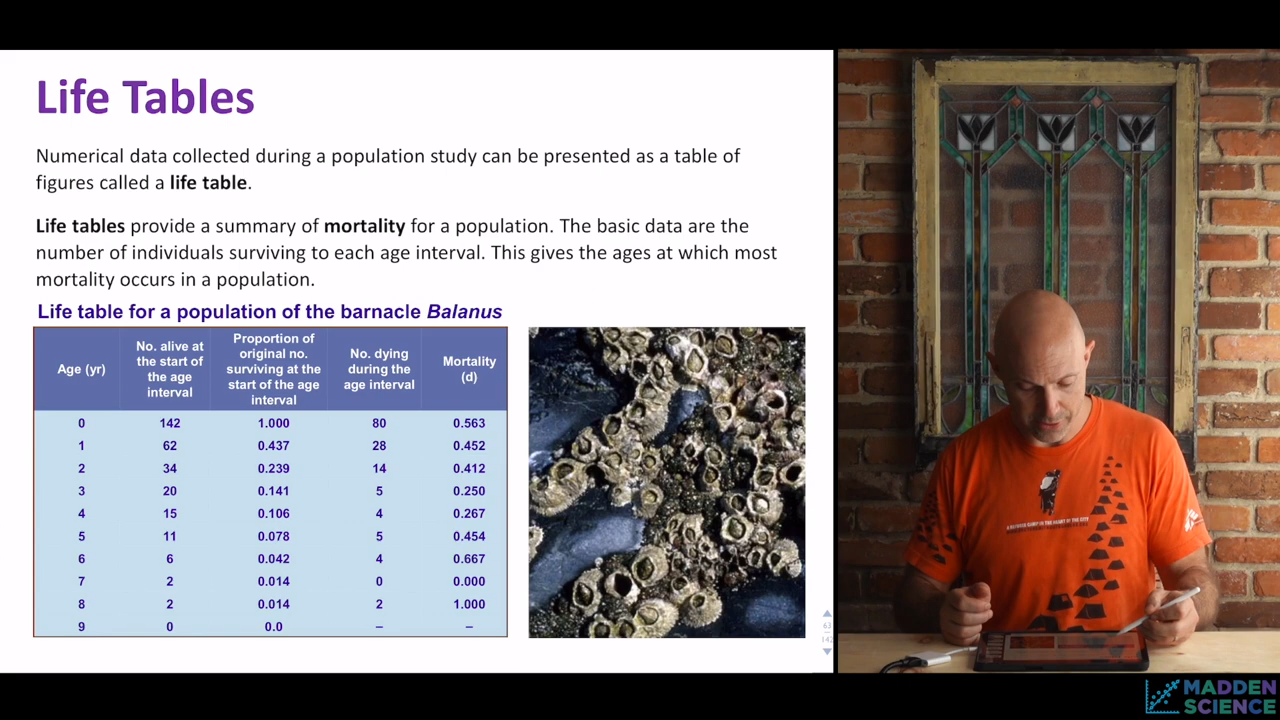 Life Tables
Numerical data collected during a population study can be presented as a table of
figures called a life table.
Life tables provide a summary of mortality for a population. The basic data are the
number of individuals surviving to each age interval. This gives the ages at which most
mortality occurs in a population.
Life table for a population of the barnacle Balanus
Age (yr)
No. alive at
the start of
the age
interval
Proportion of
original no.
surviving at the
start of the age
interval
No. dying
during the
age interval
Mortality
(d)
0 142 1.000 80 0.563
1 62 0.437 28 0.452
2 34 0.239 14 0.412
3 20 0.141 5 0.250
4 15 0.106 4 0.267
5 11 0.078 5 0.454
6 6 0.042 4 0.667
7 2 0.014 0 0.000
8 2 0.014 2 1.000
9 0 0.0 – –
63
142
MADDEN
SCIENCE